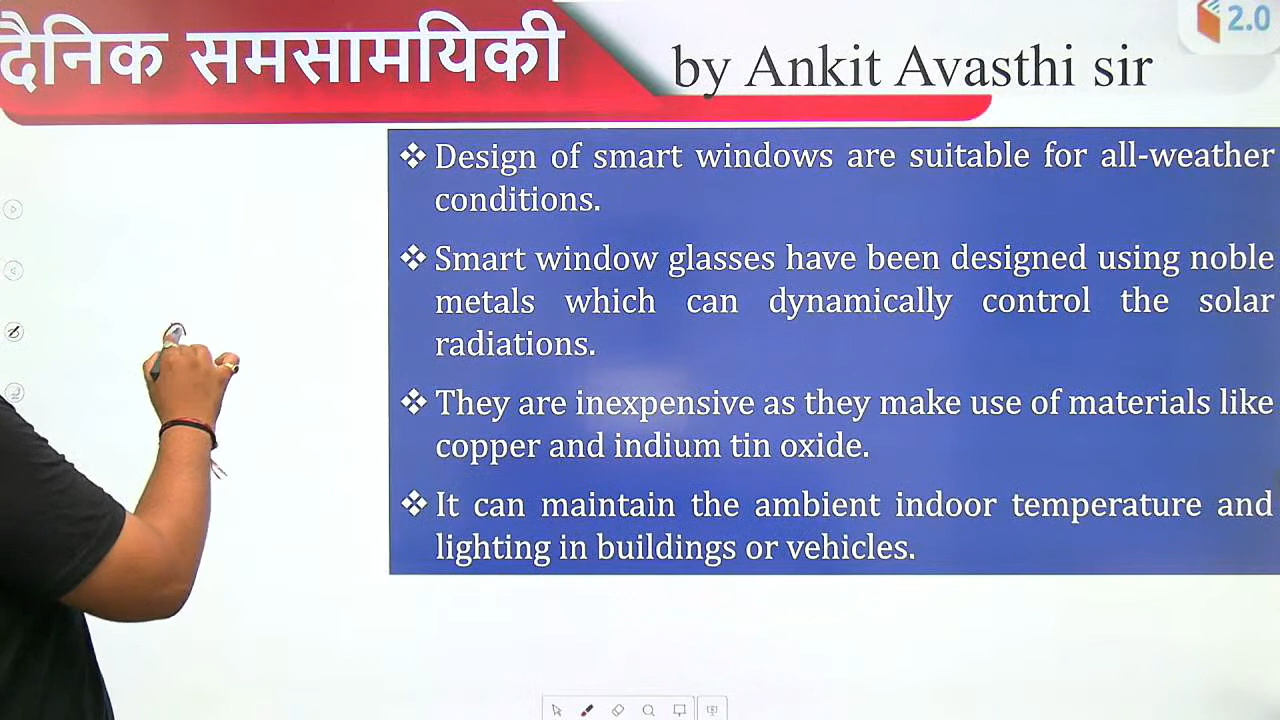 दैनिक समसामयिकी
by Ankit Avasthi sir
2.0
❖ Design of smart windows are suitable for all-weather
conditions.
❖ Smart window glasses have been designed using noble
metals which can dynamically control the solar
radiations.
❖ They are inexpensive as they make use of materials like
copper and indium tin oxide.
❖ It can maintain the ambient indoor temperature and
lighting in buildings or vehicles.